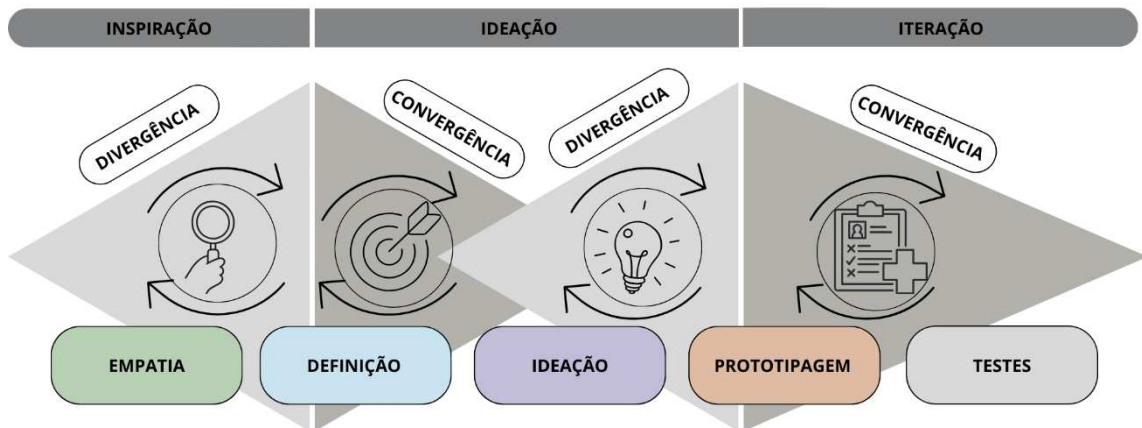 INSPIRAÇÃO
IDEAÇÃO
ITERAÇÃO
DIVERGÊNCIA
CONVERGÊNCIA
DIVERGÊNCIA
CONVERGÊNCIA
EMPATIA
DEFINIÇÃO
IDEAÇÃO
PROTOTIPAGEM
TESTES